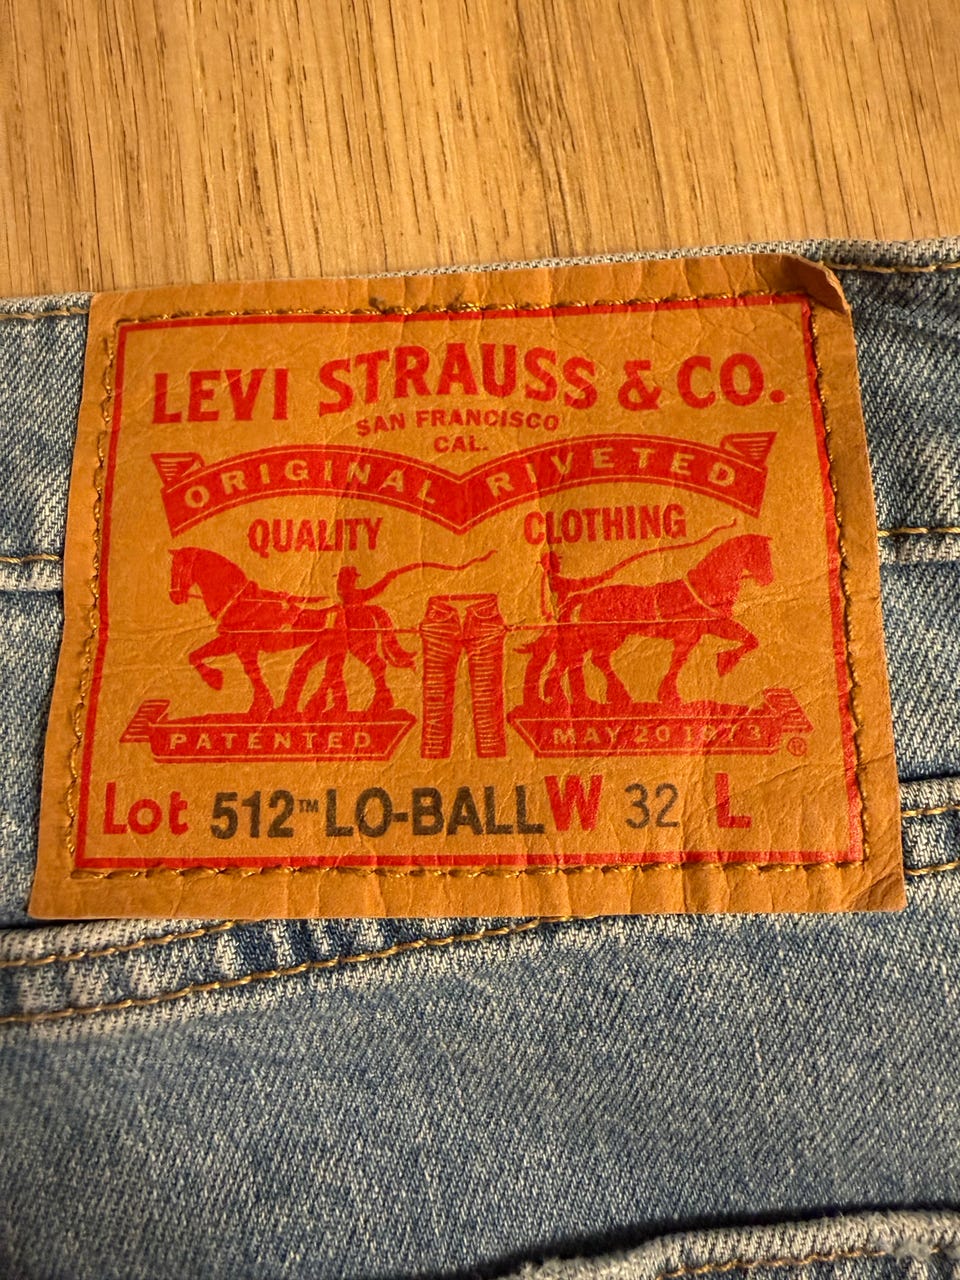 LEVI STRAUSS & CO.
SAN FRANCISCO
CAL.
ORIGINAL RIVETED
QUALITY CLOTHING
PATENTED MAY 20 1873 ®
Lot 512™ LO-BALL W 32 L